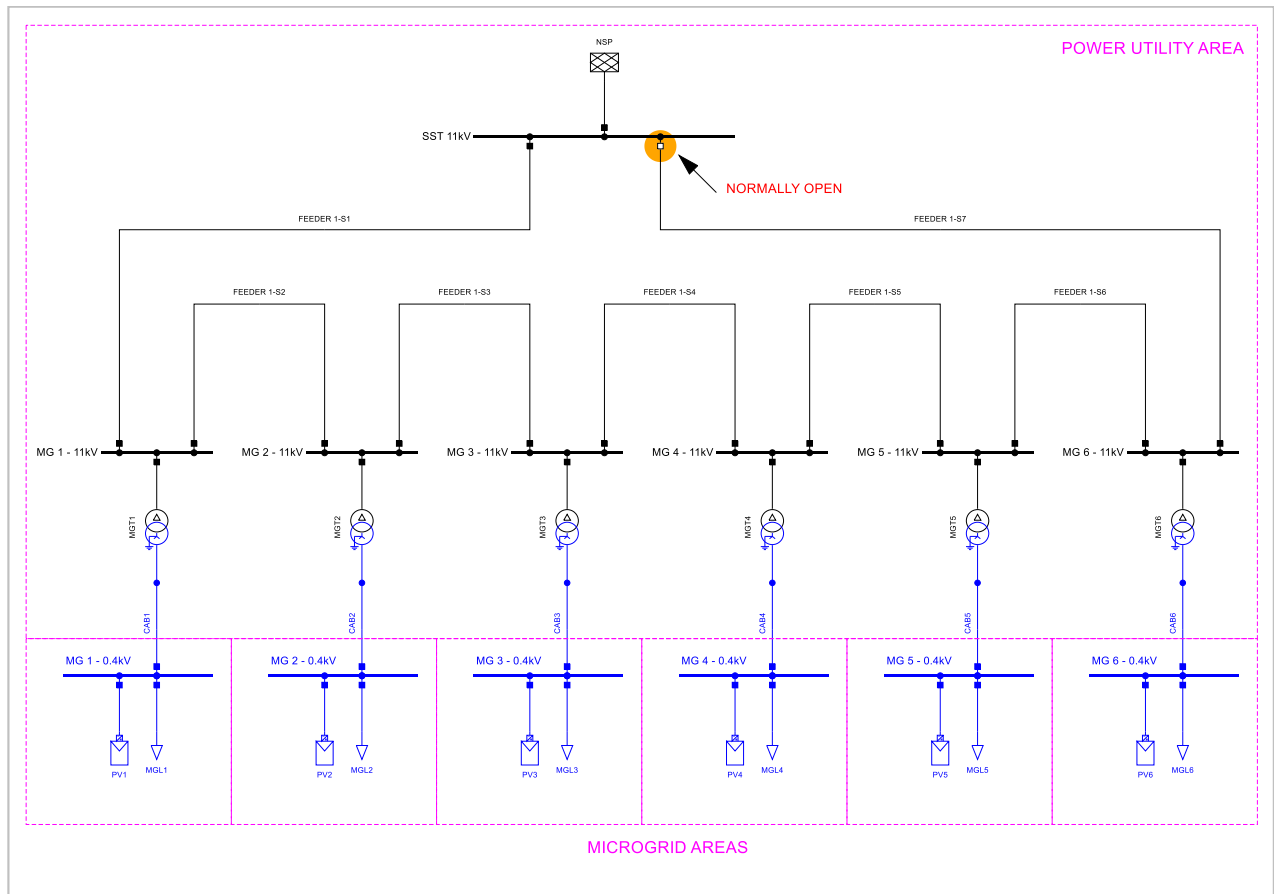 NSP
POWER UTILITY AREA
SST 11kV
NORMALLY OPEN
FEEDER 1-S1
FEEDER 1-S7
FEEDER 1-S2
FEEDER 1-S3
FEEDER 1-S4
FEEDER 1-S5
FEEDER 1-S6
MG 1 - 11kV
MG 2 - 11kV
MG 3 - 11kV
MG 4 - 11kV
MG 5 - 11kV
MG 6 - 11kV
MGT1
MGT2
MGT3
MGT4
MGT5
MGT6
CAB1
CAB2
CAB3
CAB4
CAB5
CAB6
MG 1 - 0.4kV
MG 2 - 0.4kV
MG 3 - 0.4kV
MG 4 - 0.4kV
MG 5 - 0.4kV
MG 6 - 0.4kV
PV1
MGL1
PV2
MGL2
PV3
MGL3
PV4
MGL4
PV5
MGL5
PV6
MGL6
MICROGRID AREAS